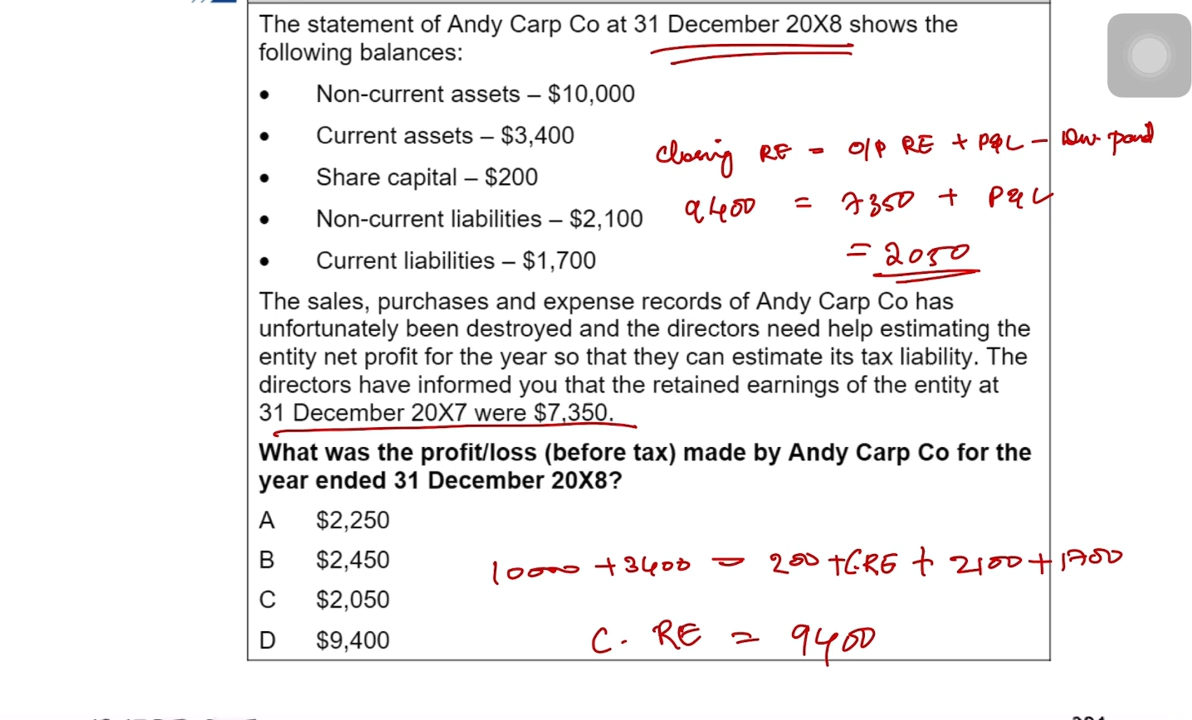 The statement of Andy Carp Co at 31 December 20X8 shows the
following balances:
• Non-current assets – $10,000
• Current assets – $3,400
closing RE = o/p RE + P&L –
• Share capital – $200
9400 = 7350 + P&L
• Non-current liabilities – $2,100
= 2050
• Current liabilities – $1,700
The sales, purchases and expense records of Andy Carp Co has
unfortunately been destroyed and the directors need help estimating the
entity net profit for the year so that they can estimate its tax liability. The
directors have informed you that the retained earnings of the entity at
31 December 20X7 were $7,350.
What was the profit/loss (before tax) made by Andy Carp Co for the
year ended 31 December 20X8?
A $2,250
B $2,450
10000 + 3400 = 200 + C.RE + 2100 + 1700
C $2,050
D $9,400
C. RE = 9400